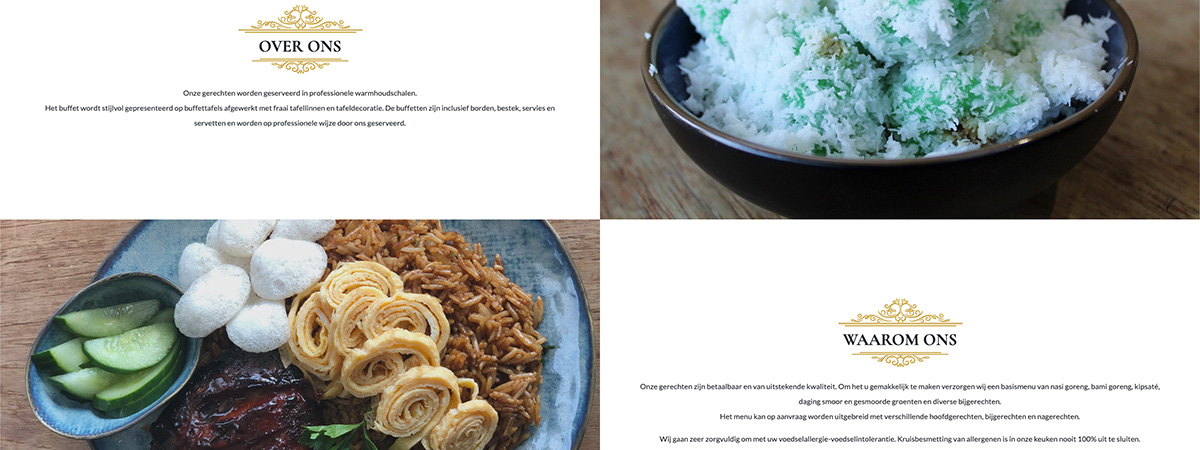 OVER ONS
Onze gerechten worden geserveerd in professionele warmhoudschalen.
Het buffet wordt stijlvol gepresenteerd op buffettafels afgewerkt met fraai tafellinnen en tafeldecoratie. De buffetten zijn inclusief borden, bestek, servies en
servetten en worden op professionele wijze door ons geserveerd.
WAAROM ONS
Onze gerechten zijn betaalbaar en van uitstekende kwaliteit. Om het u gemakkelijk te maken verzorgen wij een basismenu van nasi goreng, bami goreng, kipsaté,
daging smoor en gesmoorde groenten en diverse bijgerechten.
Het menu kan op aanvraag worden uitgebreid met verschillende hoofdgerechten, bijgerechten en nagerechten.
Wij gaan zeer zorgvuldig om met uw voedselallergie-voedselintolerantie. Kruisbesmetting van allergenen is in onze keuken nooit 100% uit te sluiten.